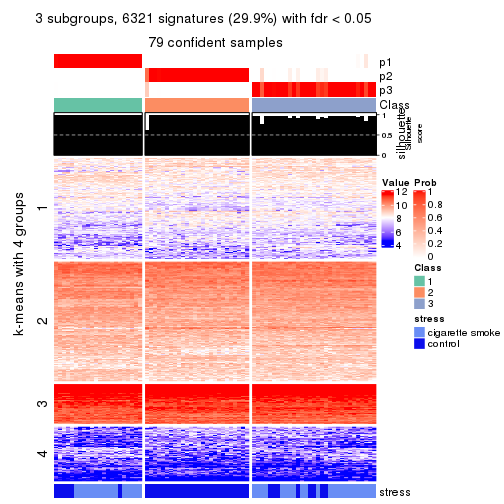 3 subgroups, 6321 signatures (29.9%) with fdr < 0.05
79 confident samples
p1
p2
p3
Class
1
0.5
0
silhouette
Silhouette
score
k-means with 4 groups
1
2
3
4
stress
Value
12
10
8
6
4
Prob
1
0.8
0.6
0.4
0.2
0
Class
1
2
3
stress
cigarette smoke
control